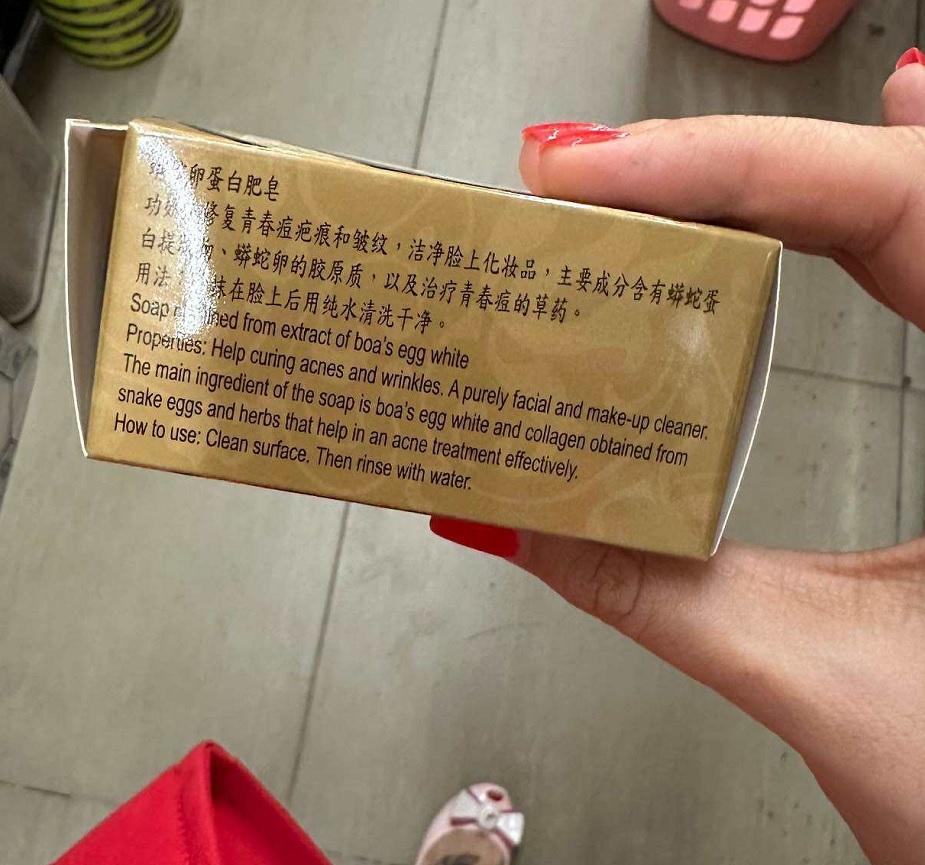 卵蛋白肥皂
功 修复青春痘疤痕和皱纹，洁净脸上化妆品，主要成分含有蟒蛇蛋
白提 物、蟒蛇卵的胶原质，以及治疗青春痘的草药。
用法 抹在脸上后用纯水清洗干净。
Soap from extract of boa's egg white
Properties: Help curing acnes and wrinkles. A purely facial and make-up cleaner.
The main ingredient of the soap is boa's egg white and collagen obtained from
snake eggs and herbs that help in an acne treatment effectively.
How to use: Clean surface. Then rinse with water.